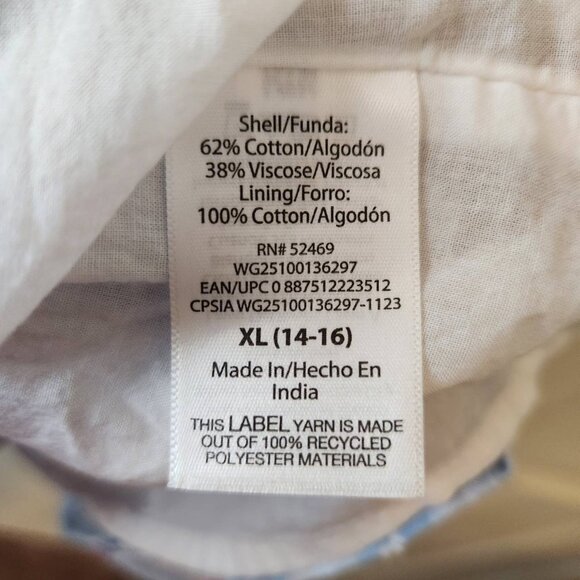 Shell/Funda:
62% Cotton/Algodón
38% Viscose/Viscosa
Lining/Forro:
100% Cotton/Algodón
RN# 52469
WG25100136297
EAN/UPC 0 887512223512
CPSIA WG25100136297-1123
XL (14-16)
Made In/Hecho En
India
THIS LABEL YARN IS MADE
OUT OF 100% RECYCLED
POLYESTER MATERIALS